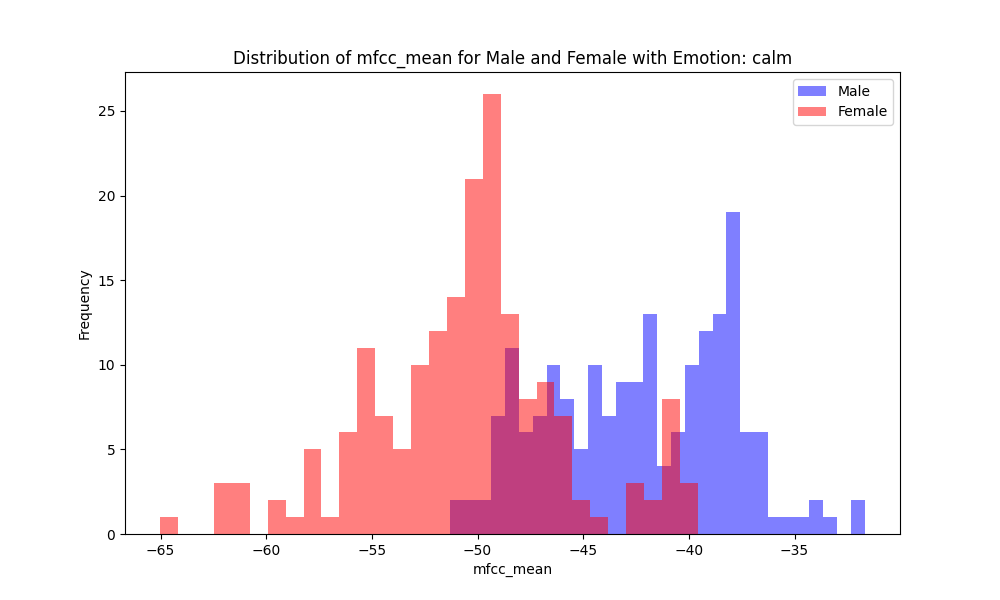 Distribution of mfcc_mean for Male and Female with Emotion: calm
Male
Female
Frequency
25
20
15
10
5
0
−65
−60
−55
−50
−45
−40
−35
mfcc_mean